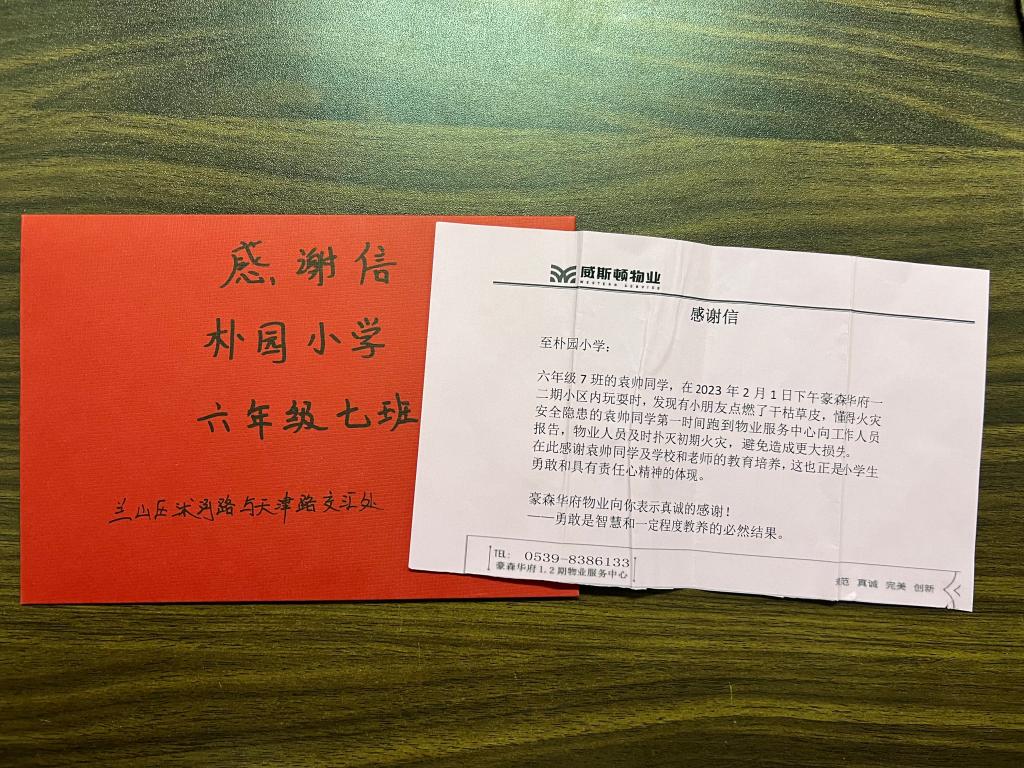 感谢信
朴园小学
六年级七班
兰山区沭河路与天津路交汇处
威斯顿物业
WESTERN SERVICE
感谢信
至朴园小学：
六年级7班的袁帅同学，在2023年2月1日下午豪森华府一
二期小区内玩耍时，发现有小朋友点燃了干枯草皮，懂得火灾
安全隐患的袁帅同学第一时间跑到物业服务中心向工作人员
报告，物业人员及时扑灭初期火灾，避免造成更大损失。
在此感谢袁帅同学及学校和老师的教育培养，这也正是小学生
勇敢和具有责任心精神的体现。
豪森华府物业向你表示真诚的感谢！
——勇敢是智慧和一定程度教养的必然结果。
TEL: 0539-8386133
豪森华府1.2期物业服务中心
范 真诚 完美 创新